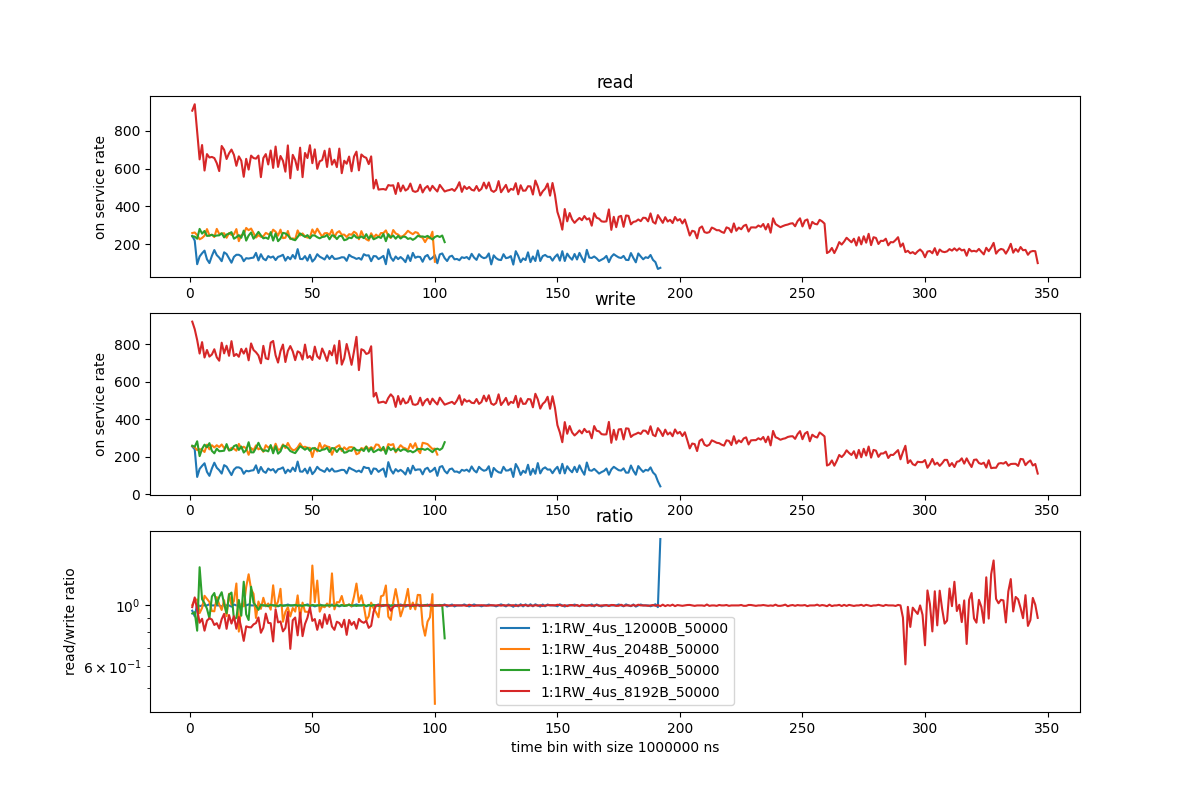 read
on service rate
800
600
400
200
0 50 100 150 200 250 300 350
write
on service rate
800
600
400
200
0
0 50 100 150 200 250 300 350
ratio
read/write ratio
10⁰
6 × 10⁻¹
1:1RW_4us_12000B_50000
1:1RW_4us_2048B_50000
1:1RW_4us_4096B_50000
1:1RW_4us_8192B_50000
0 50 100 150 200 250 300 350
time bin with size 1000000 ns